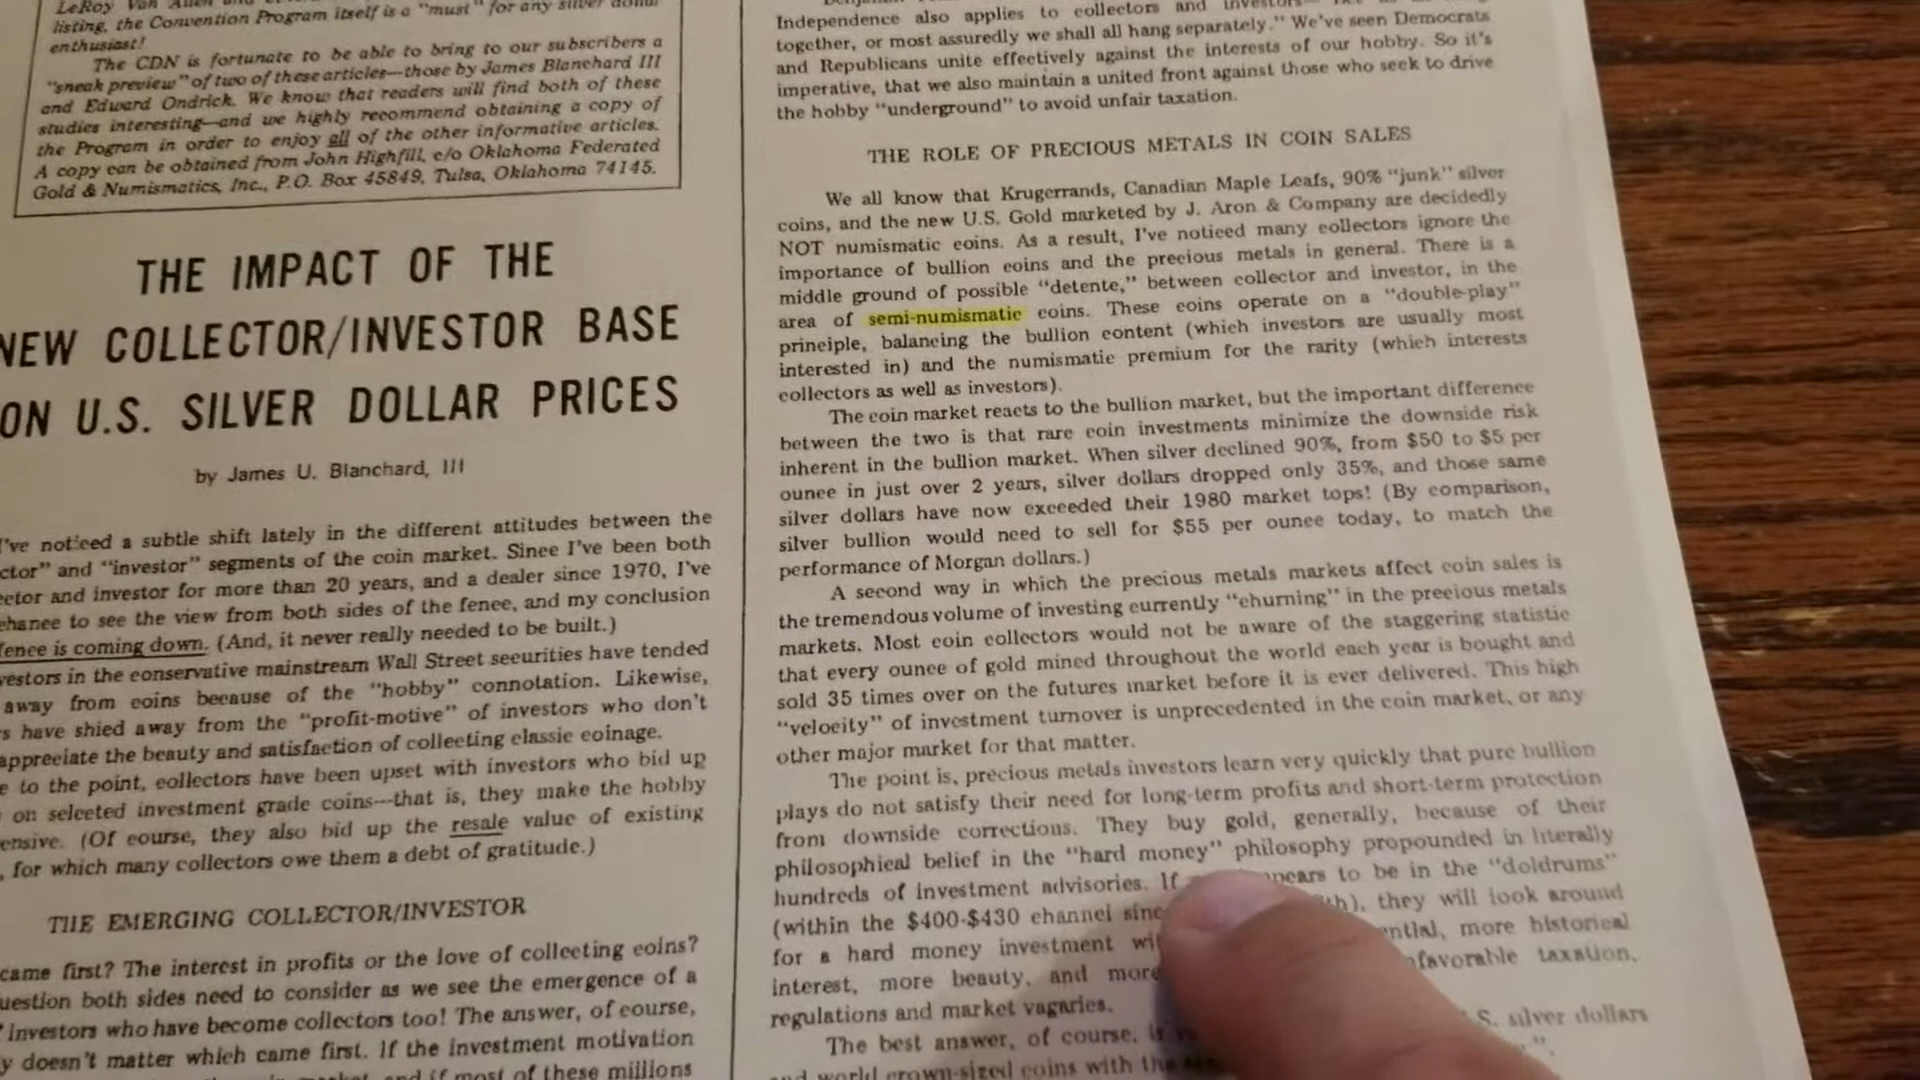 LeRoy Van Allen and
listing, the Convention Program itself is a "must" for any silver dollar
enthusiast!
The CDN is fortunate to be able to bring to our subscribers a
"sneak preview" of two of these articles—those by James Blanchard III
and Edward Ondrick. We know that readers will find both of these
studies interesting—and we highly recommend obtaining a copy of
the Program in order to enjoy all of the other informative articles.
A copy can be obtained from John Highfill, c/o Oklahoma Federated
Gold & Numismatics, Inc., P.O. Box 45849, Tulsa, Oklahoma 74145.
THE IMPACT OF THE
NEW COLLECTOR/INVESTOR BASE
ON U.S. SILVER DOLLAR PRICES
by James U. Blanchard, III
I've noticed a subtle shift lately in the different attitudes between the
ctor" and "investor" segments of the coin market. Since I've been both
ector and investor for more than 20 years, and a dealer since 1970, I've
chance to see the view from both sides of the fence, and my conclusion
fence is coming down. (And, it never really needed to be built.)
vestors in the conservative mainstream Wall Street securities have tended
away from coins because of the "hobby" connotation. Likewise,
s have shied away from the "profit-motive" of investors who don't
appreciate the beauty and satisfaction of collecting classic coinage.
e to the point, collectors have been upset with investors who bid up
on selected investment grade coins—that is, they make the hobby
ensive. (Of course, they also bid up the resale value of existing
, for which many collectors owe them a debt of gratitude.)
THE EMERGING COLLECTOR/INVESTOR
came first? The interest in profits or the love of collecting coins?
uestion both sides need to consider as we see the emergence of a
investors who have become collectors too! The answer, of course,
y doesn't matter which came first. If the investment motivation
and if most of these millions
Independence also applies to collectors and investors—
together, or most assuredly we shall all hang separately." We've seen Democrats
and Republicans unite effectively against the interests of our hobby. So it's
imperative, that we also maintain a united front against those who seek to drive
the hobby "underground" to avoid unfair taxation.
THE ROLE OF PRECIOUS METALS IN COIN SALES
We all know that Krugerrands, Canadian Maple Leafs, 90% "junk" silver
coins, and the new U.S. Gold marketed by J. Aron & Company are decidedly
NOT numismatic coins. As a result, I've noticed many collectors ignore the
importance of bullion coins and the precious metals in general. There is a
middle ground of possible "detente," between collector and investor, in the
area of semi-numismatic coins. These coins operate on a "double-play"
principle, balancing the bullion content (which investors are usually most
interested in) and the numismatic premium for the rarity (which interests
collectors as well as investors).
The coin market reacts to the bullion market, but the important difference
between the two is that rare coin investments minimize the downside risk
inherent in the bullion market. When silver declined 90%, from $50 to $5 per
ounce in just over 2 years, silver dollars dropped only 35%, and those same
silver dollars have now exceeded their 1980 market tops! (By comparison,
silver bullion would need to sell for $55 per ounce today, to match the
performance of Morgan dollars.)
A second way in which the precious metals markets affect coin sales is
the tremendous volume of investing currently "churning" in the precious metals
markets. Most coin collectors would not be aware of the staggering statistic
that every ounce of gold mined throughout the world each year is bought and
sold 35 times over on the futures market before it is ever delivered. This high
"velocity" of investment turnover is unprecedented in the coin market, or any
other major market for that matter.
The point is, precious metals investors learn very quickly that pure bullion
plays do not satisfy their need for long-term profits and short-term protection
from downside corrections. They buy gold, generally, because of their
philosophical belief in the "hard money" philosophy propounded in literally
hundreds of investment advisories. If pears to be in the "doldrums"
(within the $400-$430 channel since th), they will look around
for a hard money investment wit ntial, more historical
interest, more beauty, and more nfavorable taxation,
regulations and market vagaries.
The best answer, of course, is S. silver dollars
and world crown-sized coins with the